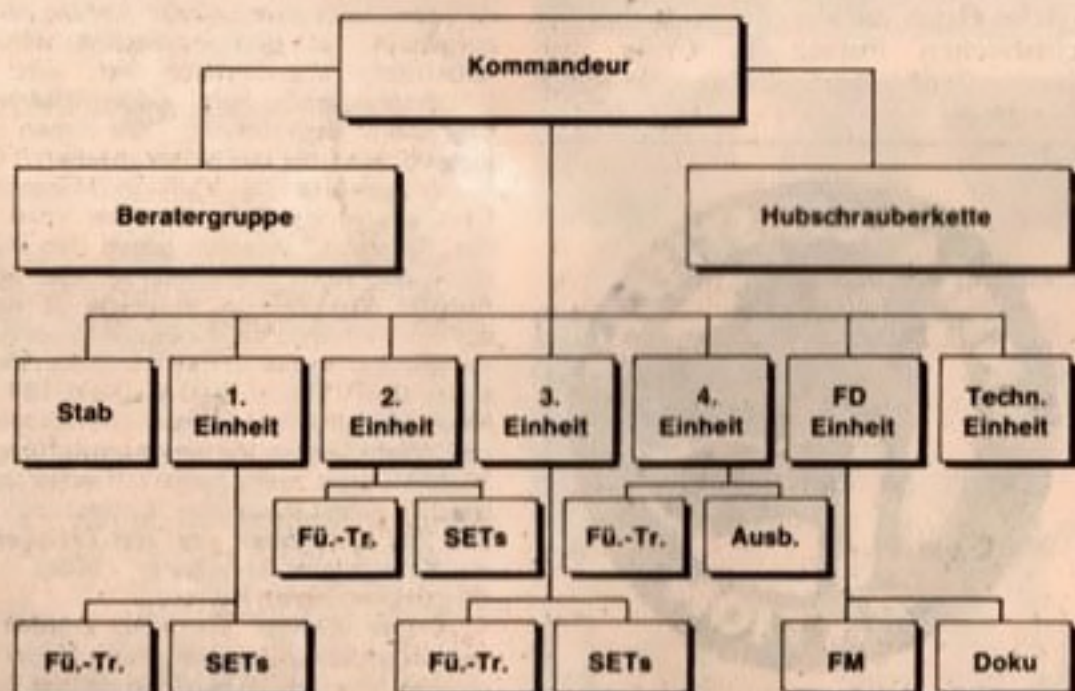 Kommandeur
Beratergruppe
Hubschrauberkette
Stab
1.
Einheit
2.
Einheit
3.
Einheit
4.
Einheit
FD
Einheit
Techn.
Einheit
Fü.-Tr.
SETs
Fü.-Tr.
Ausb.
Fü.-Tr.
SETs
Fü.-Tr.
SETs
FM
Doku